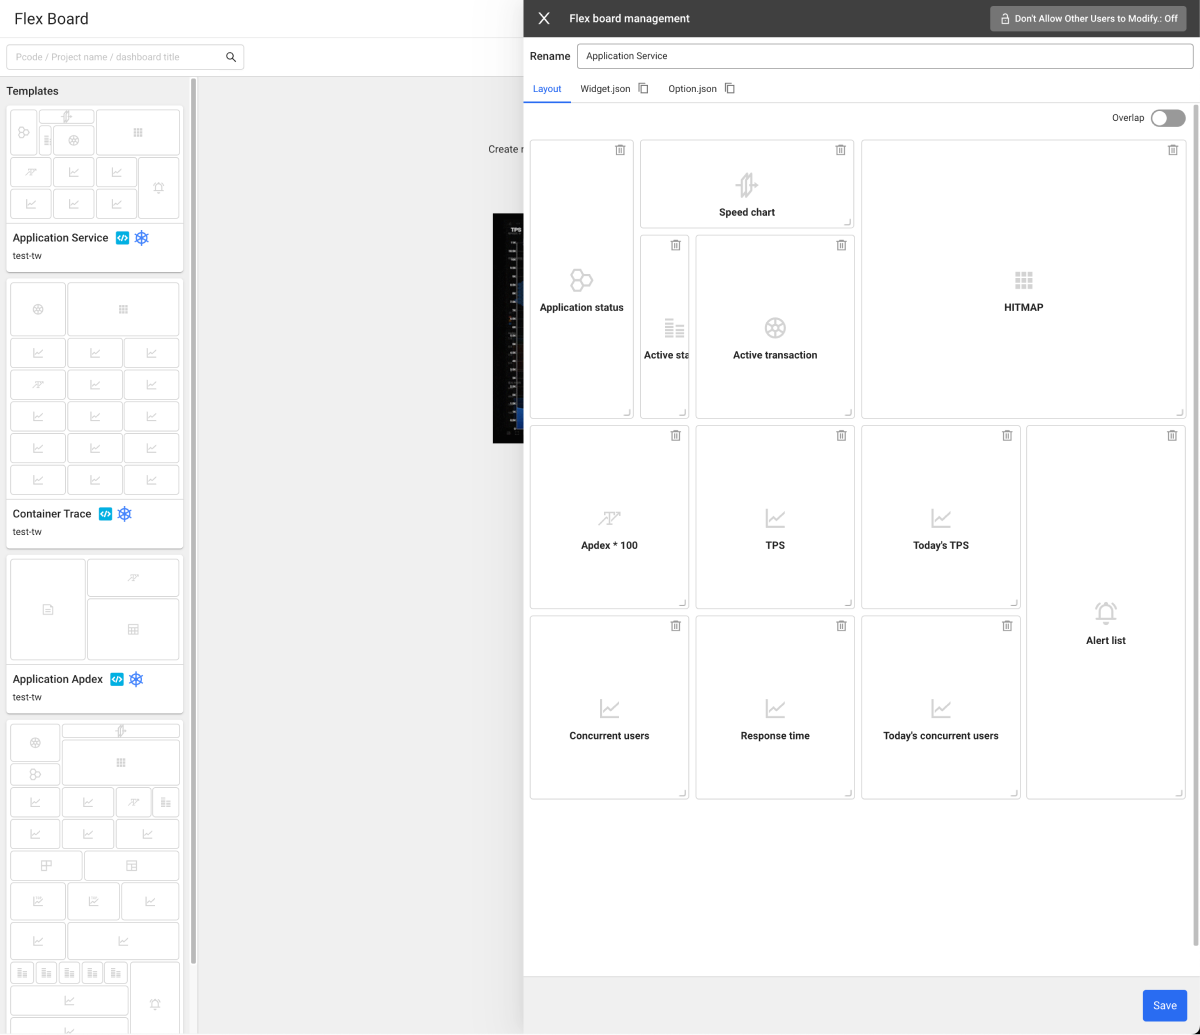 Flex Board
Flex board management
Don't Allow Other Users to Modify.: Off
Pcode / Project name / dashboard title
Rename
Application Service
Templates
Layout
Widget.json
Option.json
Overlap
Create
Speed chart
Application status
Active sta
Active transaction
HITMAP
TPS
Application Service
test-tw
Apdex * 100
TPS
Today's TPS
Container Trace
test-tw
Alert list
Application Apdex
test-tw
Concurrent users
Response time
Today's concurrent users
Save